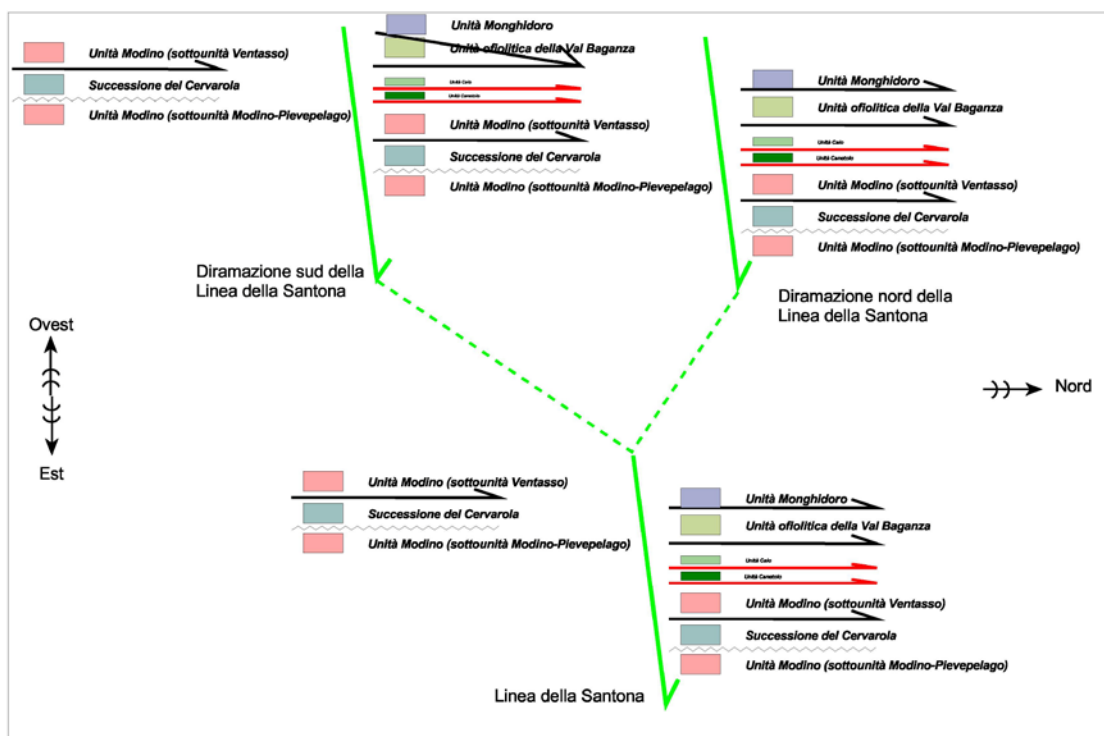 Unità Modino (sottounità Ventasso)
Successione del Cervarola
Unità Modino (sottounità Modino-Pievepelago)
Unità Monghidoro
Unità ofiolitica della Val Baganza
Unità Caio
Unità Canetolo
Unità Modino (sottounità Ventasso)
Successione del Cervarola
Unità Modino (sottounità Modino-Pievepelago)
Unità Monghidoro
Unità ofiolitica della Val Baganza
Unità Caio
Unità Canetolo
Unità Modino (sottounità Ventasso)
Successione del Cervarola
Unità Modino (sottounità Modino-Pievepelago)
Diramazione sud della
Linea della Santona
Diramazione nord della
Linea della Santona
Ovest
Est
Nord
Unità Modino (sottounità Ventasso)
Successione del Cervarola
Unità Modino (sottounità Modino-Pievepelago)
Unità Monghidoro
Unità ofiolitica della Val Baganza
Unità Caio
Unità Canetolo
Unità Modino (sottounità Ventasso)
Successione del Cervarola
Unità Modino (sottounità Modino-Pievepelago)
Linea della Santona